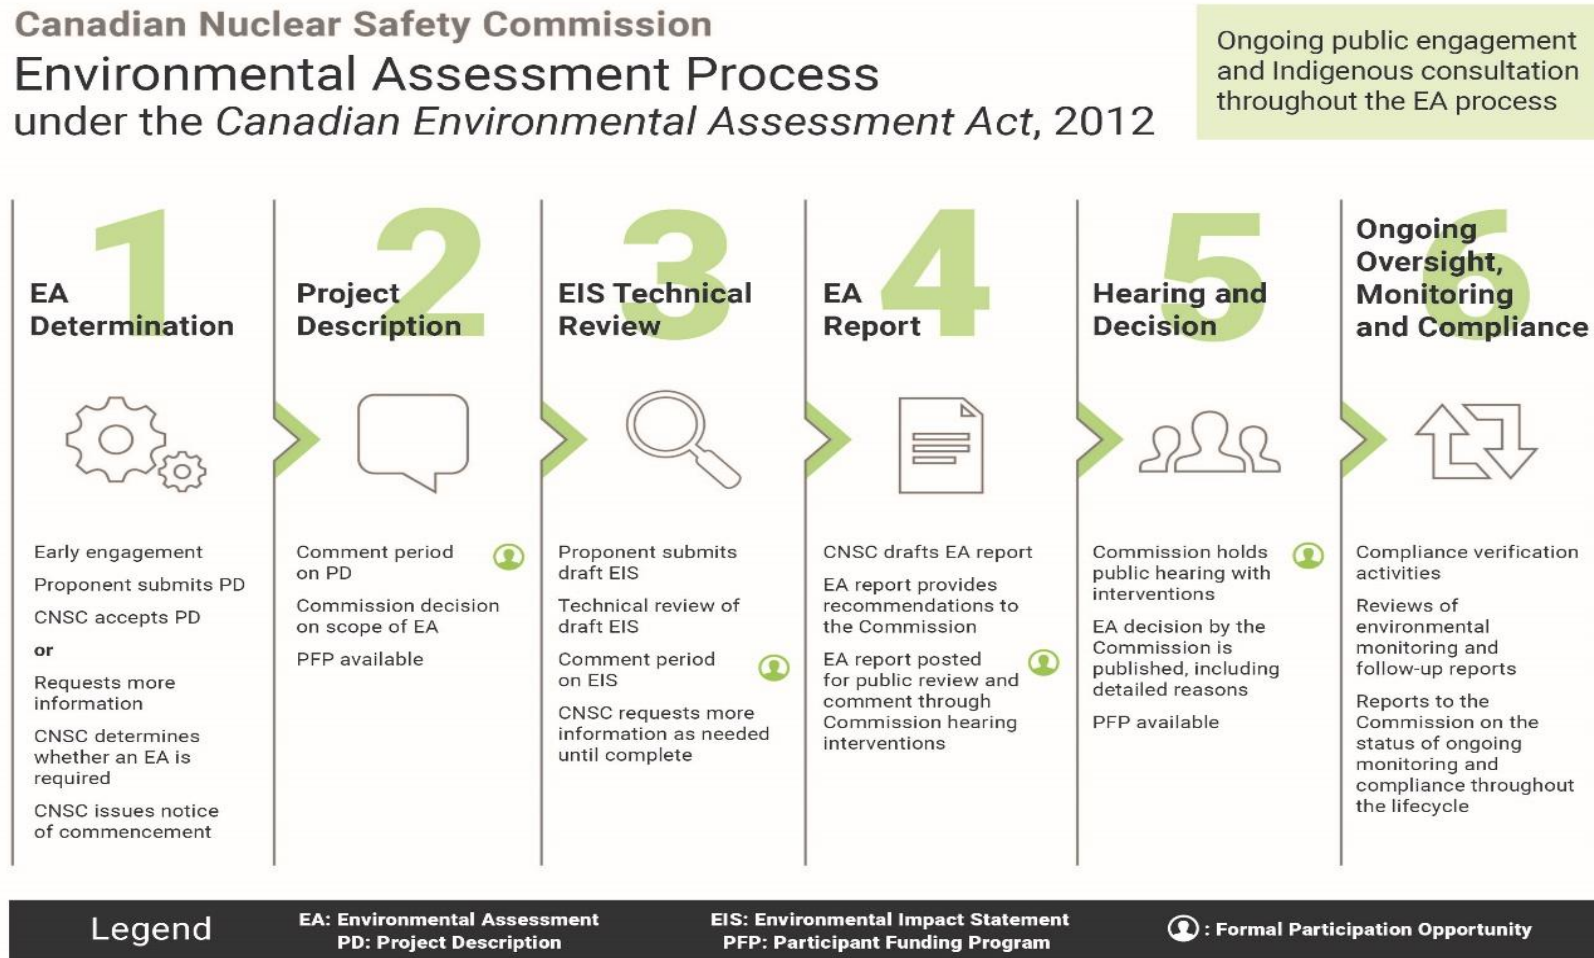 Canadian Nuclear Safety Commission
Environmental Assessment Process
under the Canadian Environmental Assessment Act, 2012
Ongoing public engagement
and Indigenous consultation
throughout the EA process
1
EA
Determination
Early engagement
Proponent submits PD
CNSC accepts PD
or
Requests more
information
CNSC determines
whether an EA is
required
CNSC issues notice
of commencement
2
Project
Description
Comment period
on PD
Commission decision
on scope of EA
PFP available
3
EIS Technical
Review
Proponent submits
draft EIS
Technical review of
draft EIS
Comment period
on EIS
CNSC requests more
information as needed
until complete
4
EA
Report
CNSC drafts EA report
EA report provides
recommendations to
the Commission
EA report posted
for public review and
comment through
Commission hearing
interventions
5
Hearing and
Decision
Commission holds
public hearing with
interventions
EA decision by the
Commission is
published, including
detailed reasons
PFP available
6
Ongoing
Oversight,
Monitoring
and Compliance
Compliance verification
activities
Reviews of
environmental
monitoring and
follow-up reports
Reports to the
Commission on the
status of ongoing
monitoring and
compliance throughout
the lifecycle
Legend
EA: Environmental Assessment
PD: Project Description
EIS: Environmental Impact Statement
PFP: Participant Funding Program
: Formal Participation Opportunity